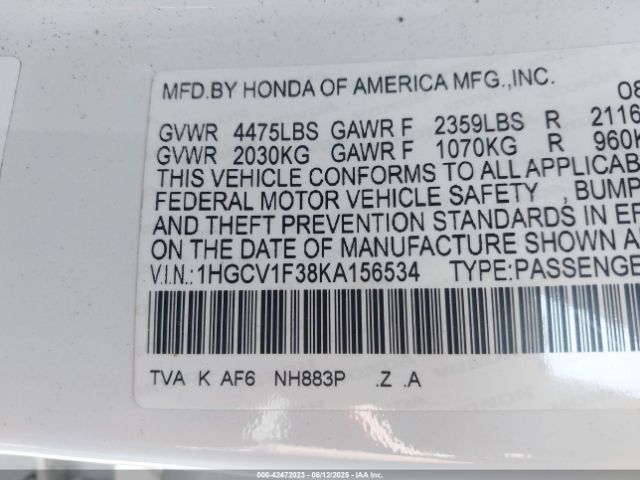 MFD.BY HONDA OF AMERICA MFG.,INC. 08
GVWR 4475LBS GAWR F 2359LBS R 2116
GVWR 2030KG GAWR F 1070KG R 960K
THIS VEHICLE CONFORMS TO ALL APPLICAB
FEDERAL MOTOR VEHICLE SAFETY , BUMP
AND THEFT PREVENTION STANDARDS IN EF
ON THE DATE OF MANUFACTURE SHOWN A
V.I.N.:1HGCV1F38KA156534 TYPE:PASSENGE
TVA K AF6 NH883P .Z .A
000-42472023 - 06/12/2025 - IAAI.COM